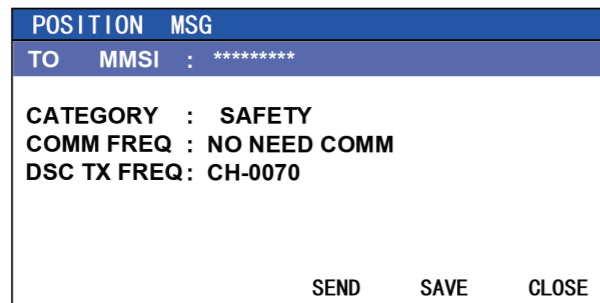 POSITION MSG
TO MMSI : *********
CATEGORY : SAFETY
COMM FREQ : NO NEED COMM
DSC TX FREQ: CH-0070
SEND SAVE CLOSE